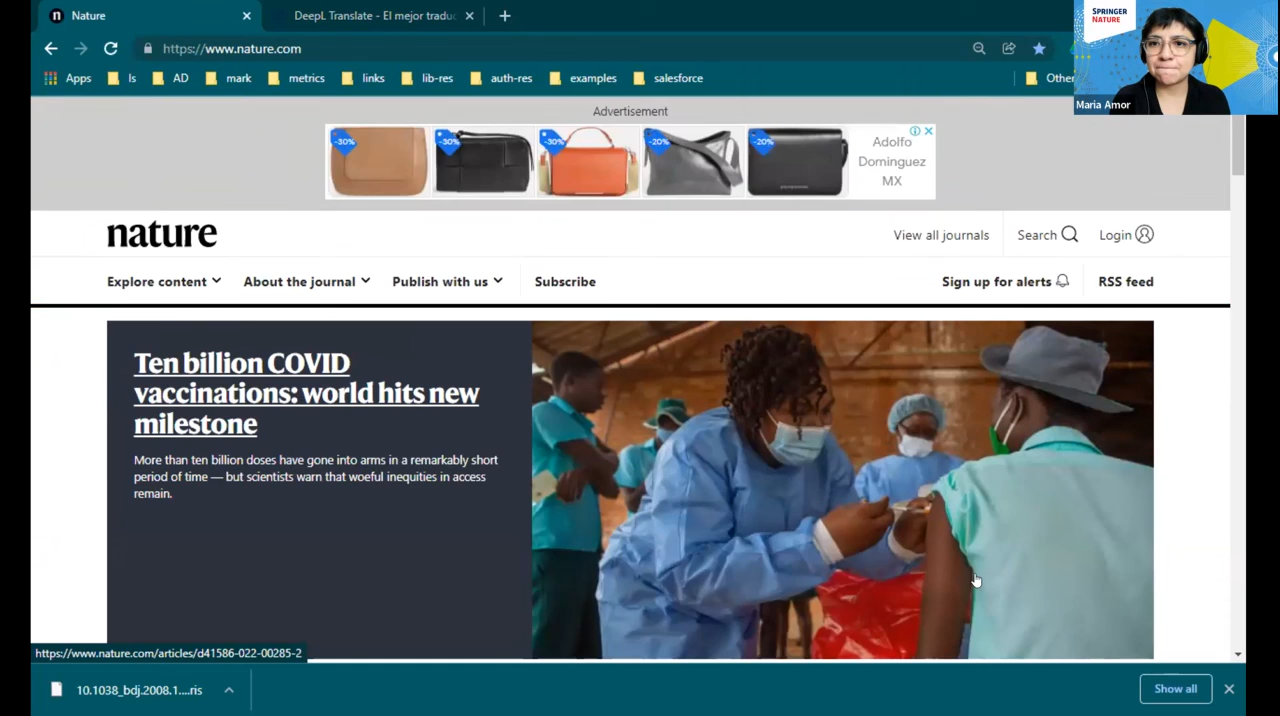 Nature
DeepL Translate - El mejor traduc
https://www.nature.com
Apps
ls
AD
mark
metrics
links
lib-res
auth-res
examples
salesforce
Other
SPRINGER
NATURE
Maria Amor
Advertisement
-30%
-30%
-30%
-20%
-20%
Adolfo
Dominguez
MX
nature
View all journals
Search
Login
Explore content
About the journal
Publish with us
Subscribe
Sign up for alerts
RSS feed
Ten billion COVID
vaccinations: world hits new
milestone
More than ten billion doses have gone into arms in a remarkably short
period of time — but scientists warn that woeful inequities in access
remain.
https://www.nature.com/articles/d41586-022-00285-2
10.1038_bdj.2008.1....ris
Show all